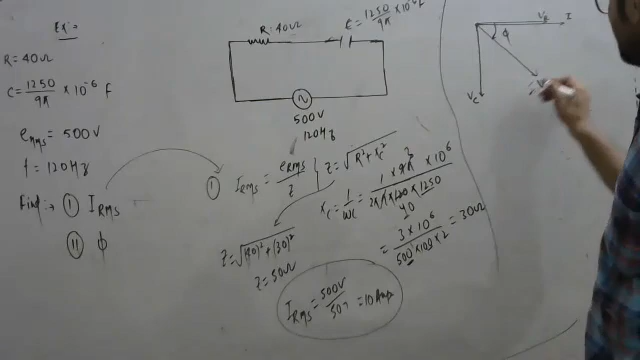 Ex :-
R = 40Ω
C = 1250/9π × 10⁻⁶ F
e_rms = 500V
f = 120Hz
Find :- (I) I_Rms
(II) ϕ
R: 40Ω
C = 1250/9π × 10⁻⁶ F
500V
120Hz
(I) I_Rms = e_Rms/Z
Z = √R² + Xc²
Xc = 1/WC = 1 × 9π × 10⁶ / 2π × 120 × 1250
= 3 × 10⁶ / 500 × 100 × 2 = 30Ω
Z = √(40)² + (30)²
Z = 50Ω
I_Rms = 500V/50Ω = 10 Amp
V_R I
ϕ
V_C